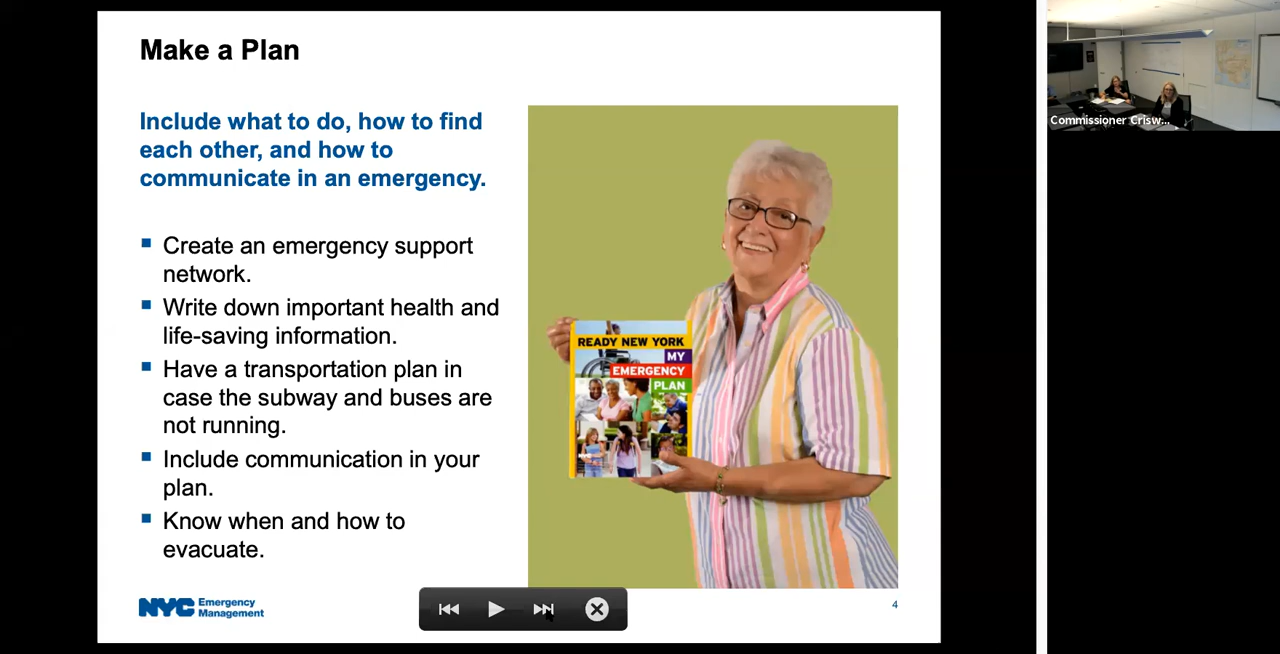 Make a Plan
Include what to do, how to find
each other, and how to
communicate in an emergency.
Create an emergency support
network.
Write down important health and
life-saving information.
Have a transportation plan in
case the subway and buses are
not running.
Include communication in your
plan.
Know when and how to
evacuate.
READY NEW YORK
MY
EMERGENCY
PLAN
NYC Emergency
Management
4
Commissioner Crisw...